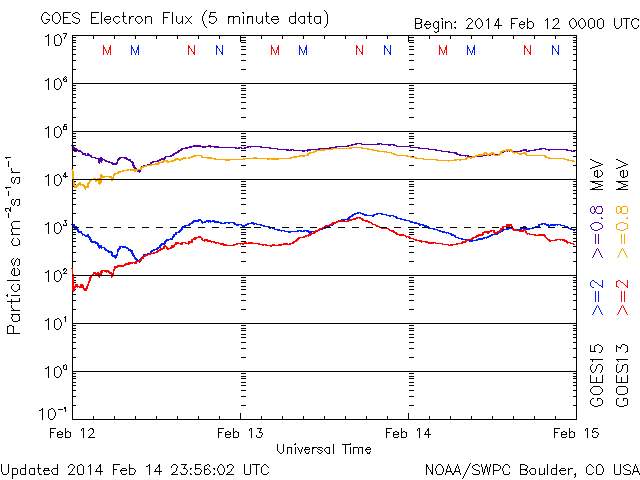 GOES Electron Flux (5 minute data)
Begin: 2014 Feb 12 0000 UTC
M M N N M M N N M M N N
10⁷
10⁶
10⁵
10⁴
10³
10²
10¹
10⁰
10⁻¹
Particles cm⁻²s⁻¹sr⁻¹
Feb 12 Feb 13 Feb 14 Feb 15
Universal Time
GOES15 >=2 >=0.8 MeV
GOES13 >=2 >=0.8 MeV
Updated 2014 Feb 14 23:56:02 UTC
NOAA/SWPC Boulder, CO USA